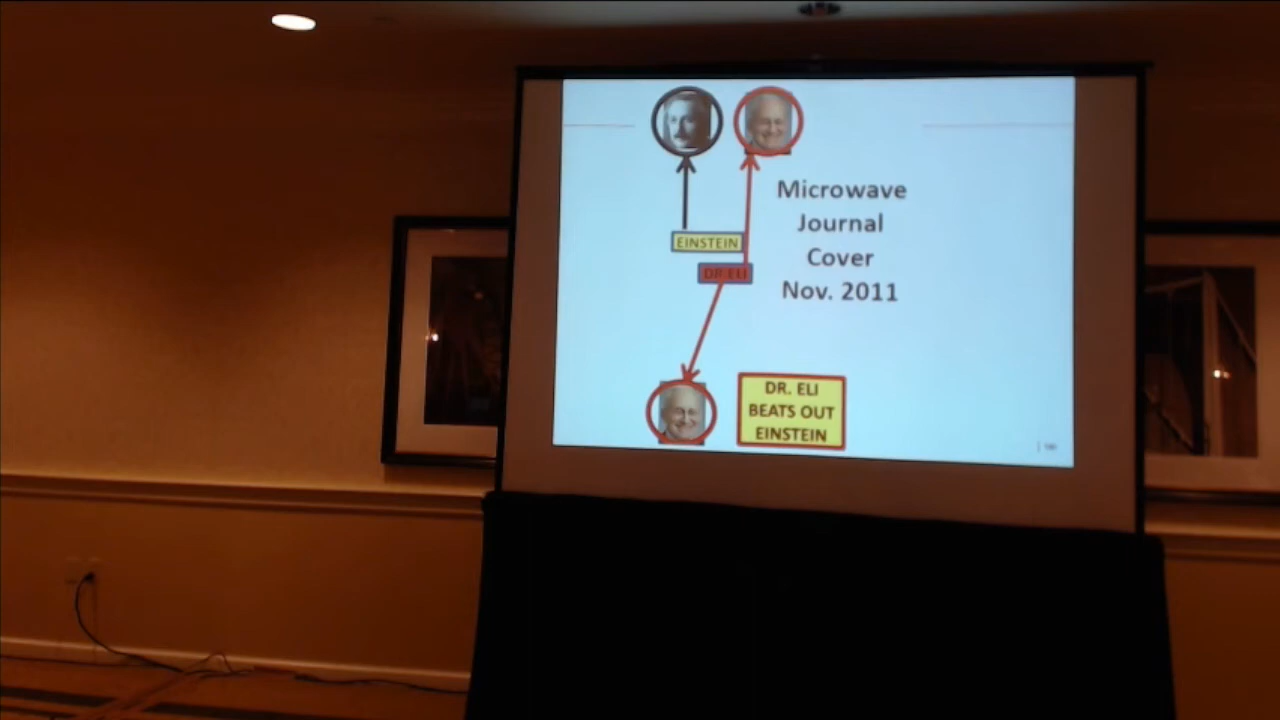 EINSTEIN
DR.ELI
Microwave
Journal
Cover
Nov. 2011
DR. ELI
BEATS OUT
EINSTEIN